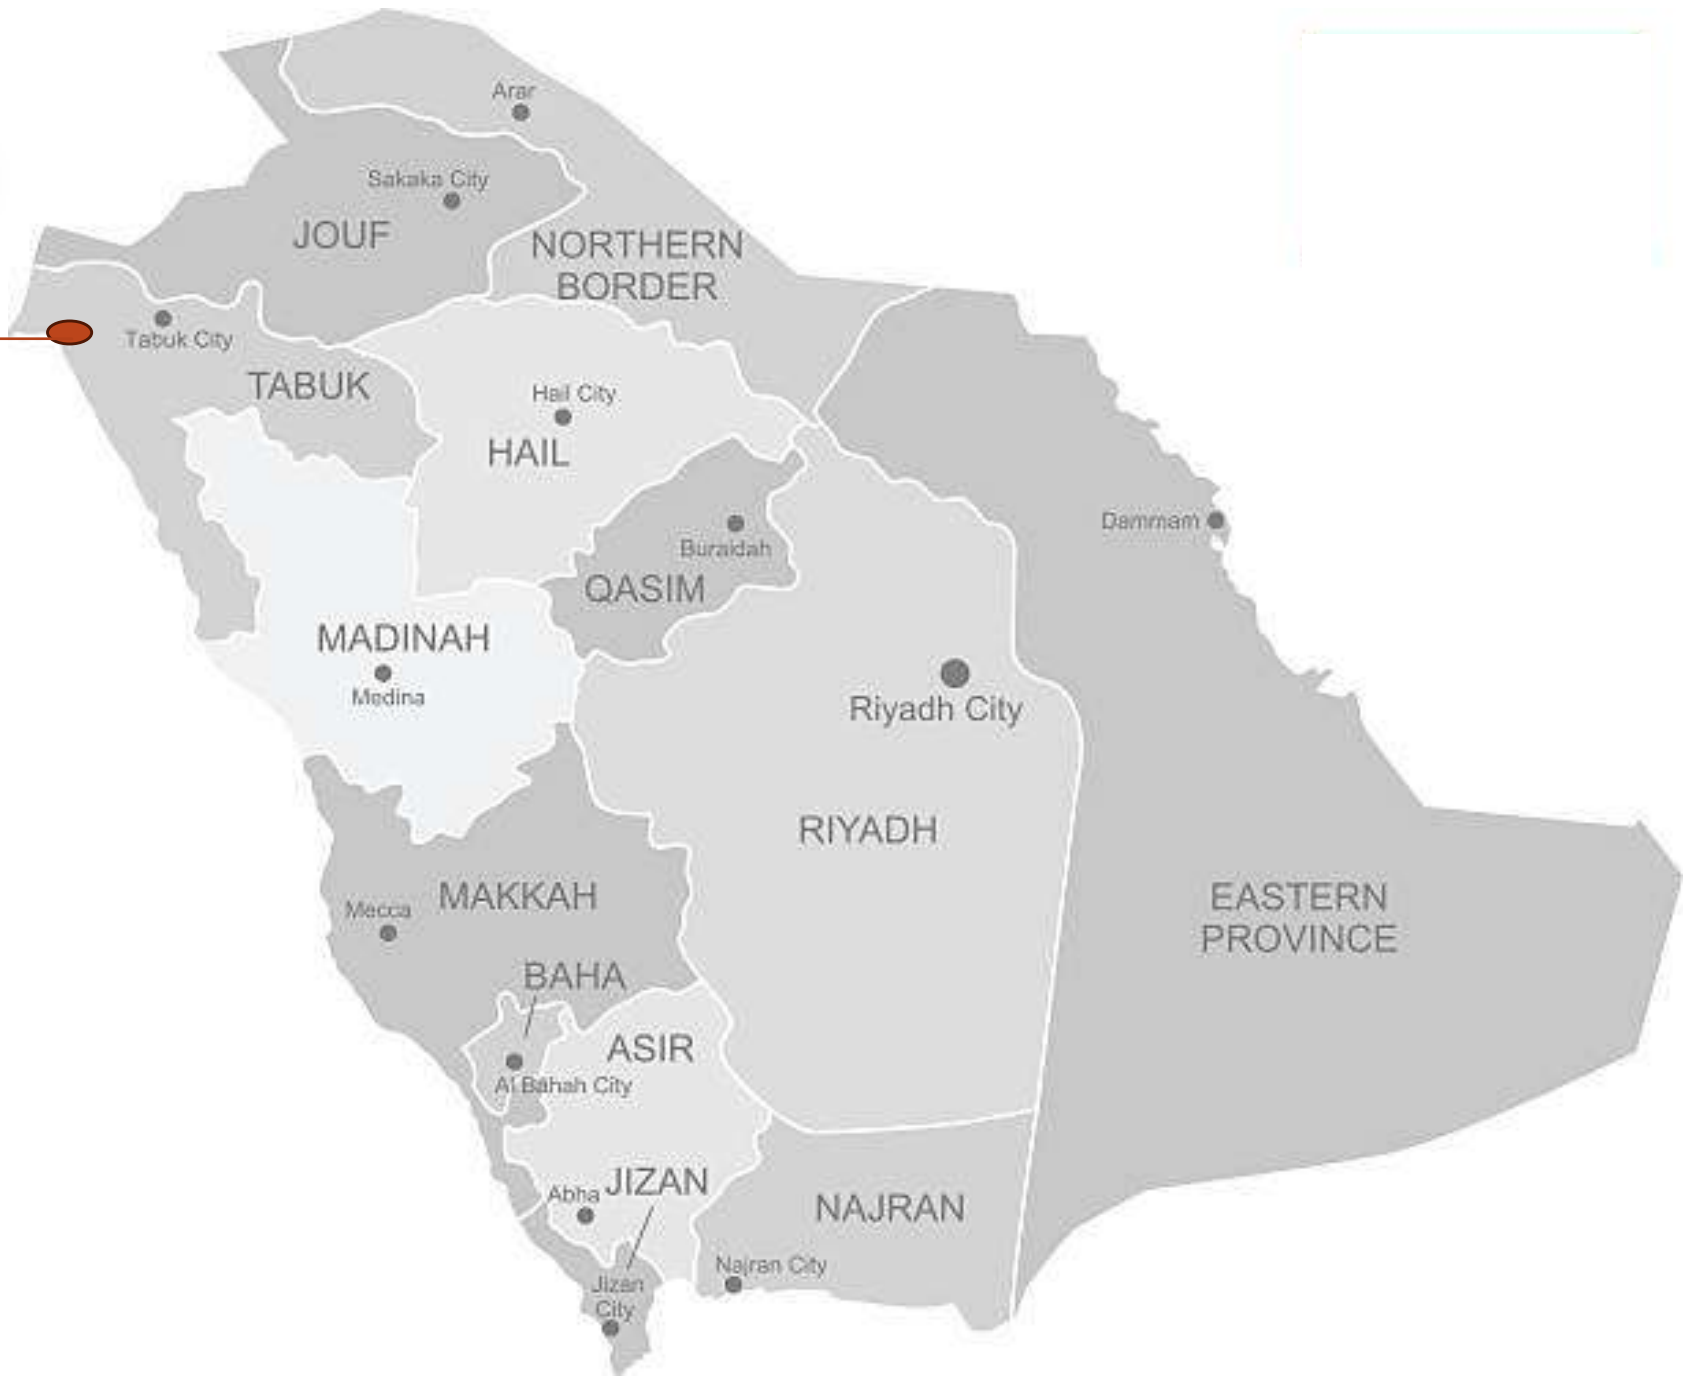 Arar
Sakaka City
JOUF
NORTHERN
BORDER
Tabuk City
TABUK
Hail City
HAIL
Dammam
Buraidah
QASIM
MADINAH
Medina
Riyadh City
RIYADH
MAKKAH
Mecca
EASTERN
PROVINCE
BAHA
ASIR
Al Bahah City
JIZAN
Abha
NAJRAN
Najran City
Jizan
City